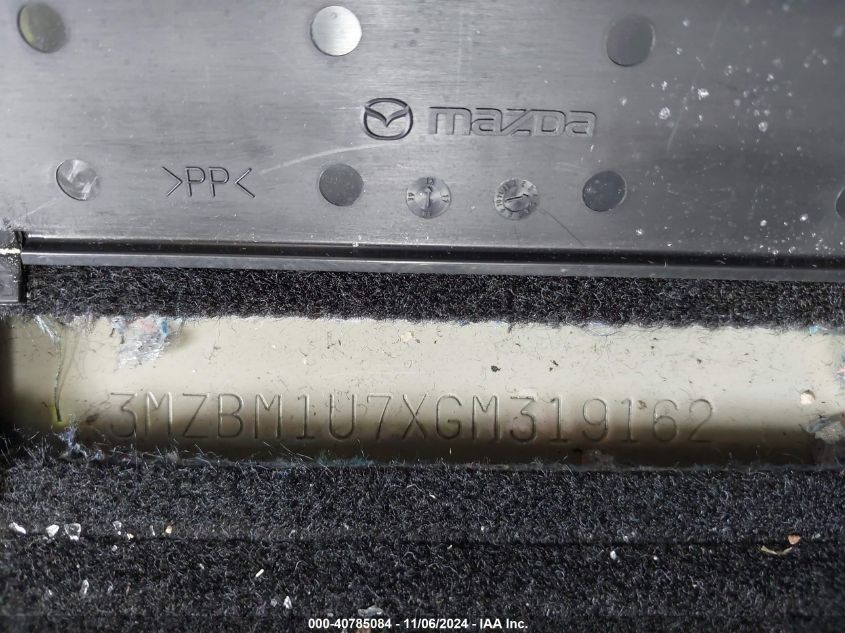 mazda
>PP<
3MZBM1U7XGM319162
000-40785084 - 11/06/2024 - IAA Inc.